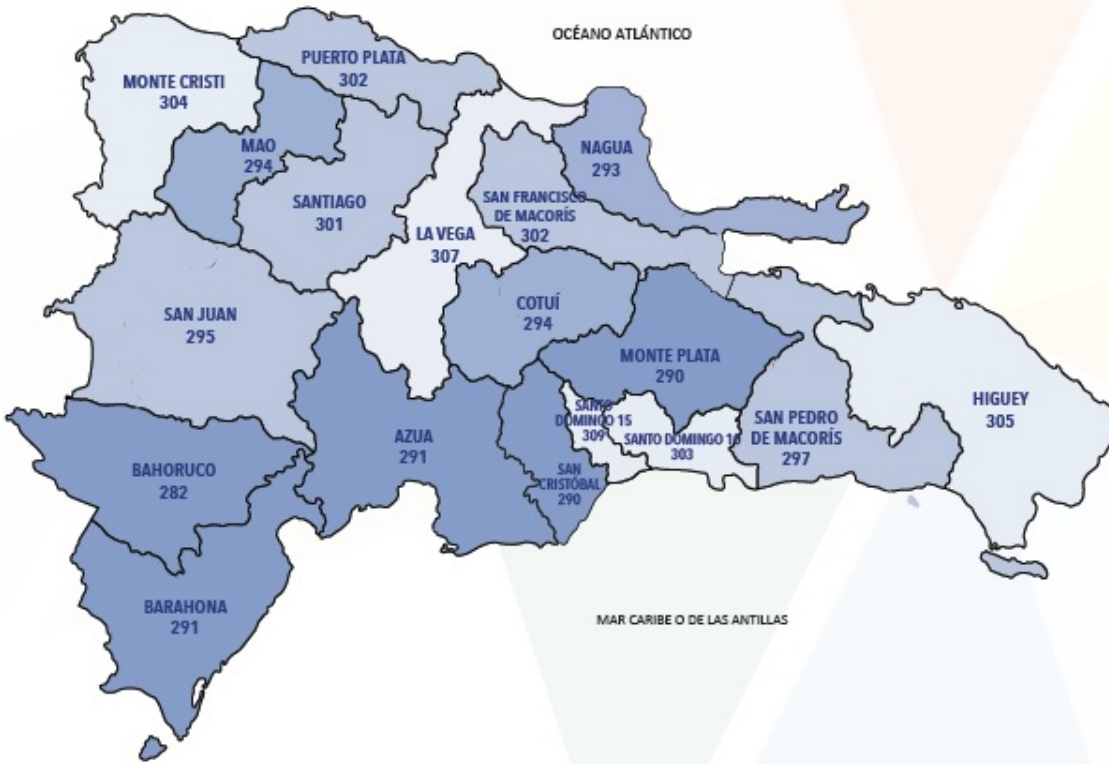 OCÉANO ATLÁNTICO
PUERTO PLATA
302
MONTE CRISTI
304
MAO
294
NAGUA
293
SANTIAGO
301
SAN FRANCISCO
DE MACORÍS
302
LA VEGA
307
SAN JUAN
295
COTUÍ
294
MONTE PLATA
290
HIGUEY
305
SANTO
DOMINGO 15
309
SANTO DOMINGO 10
303
SAN PEDRO
DE MACORÍS
297
AZUA
291
BAHORUCO
282
SAN
CRISTÓBAL
290
BARAHONA
291
MAR CARIBE O DE LAS ANTILLAS